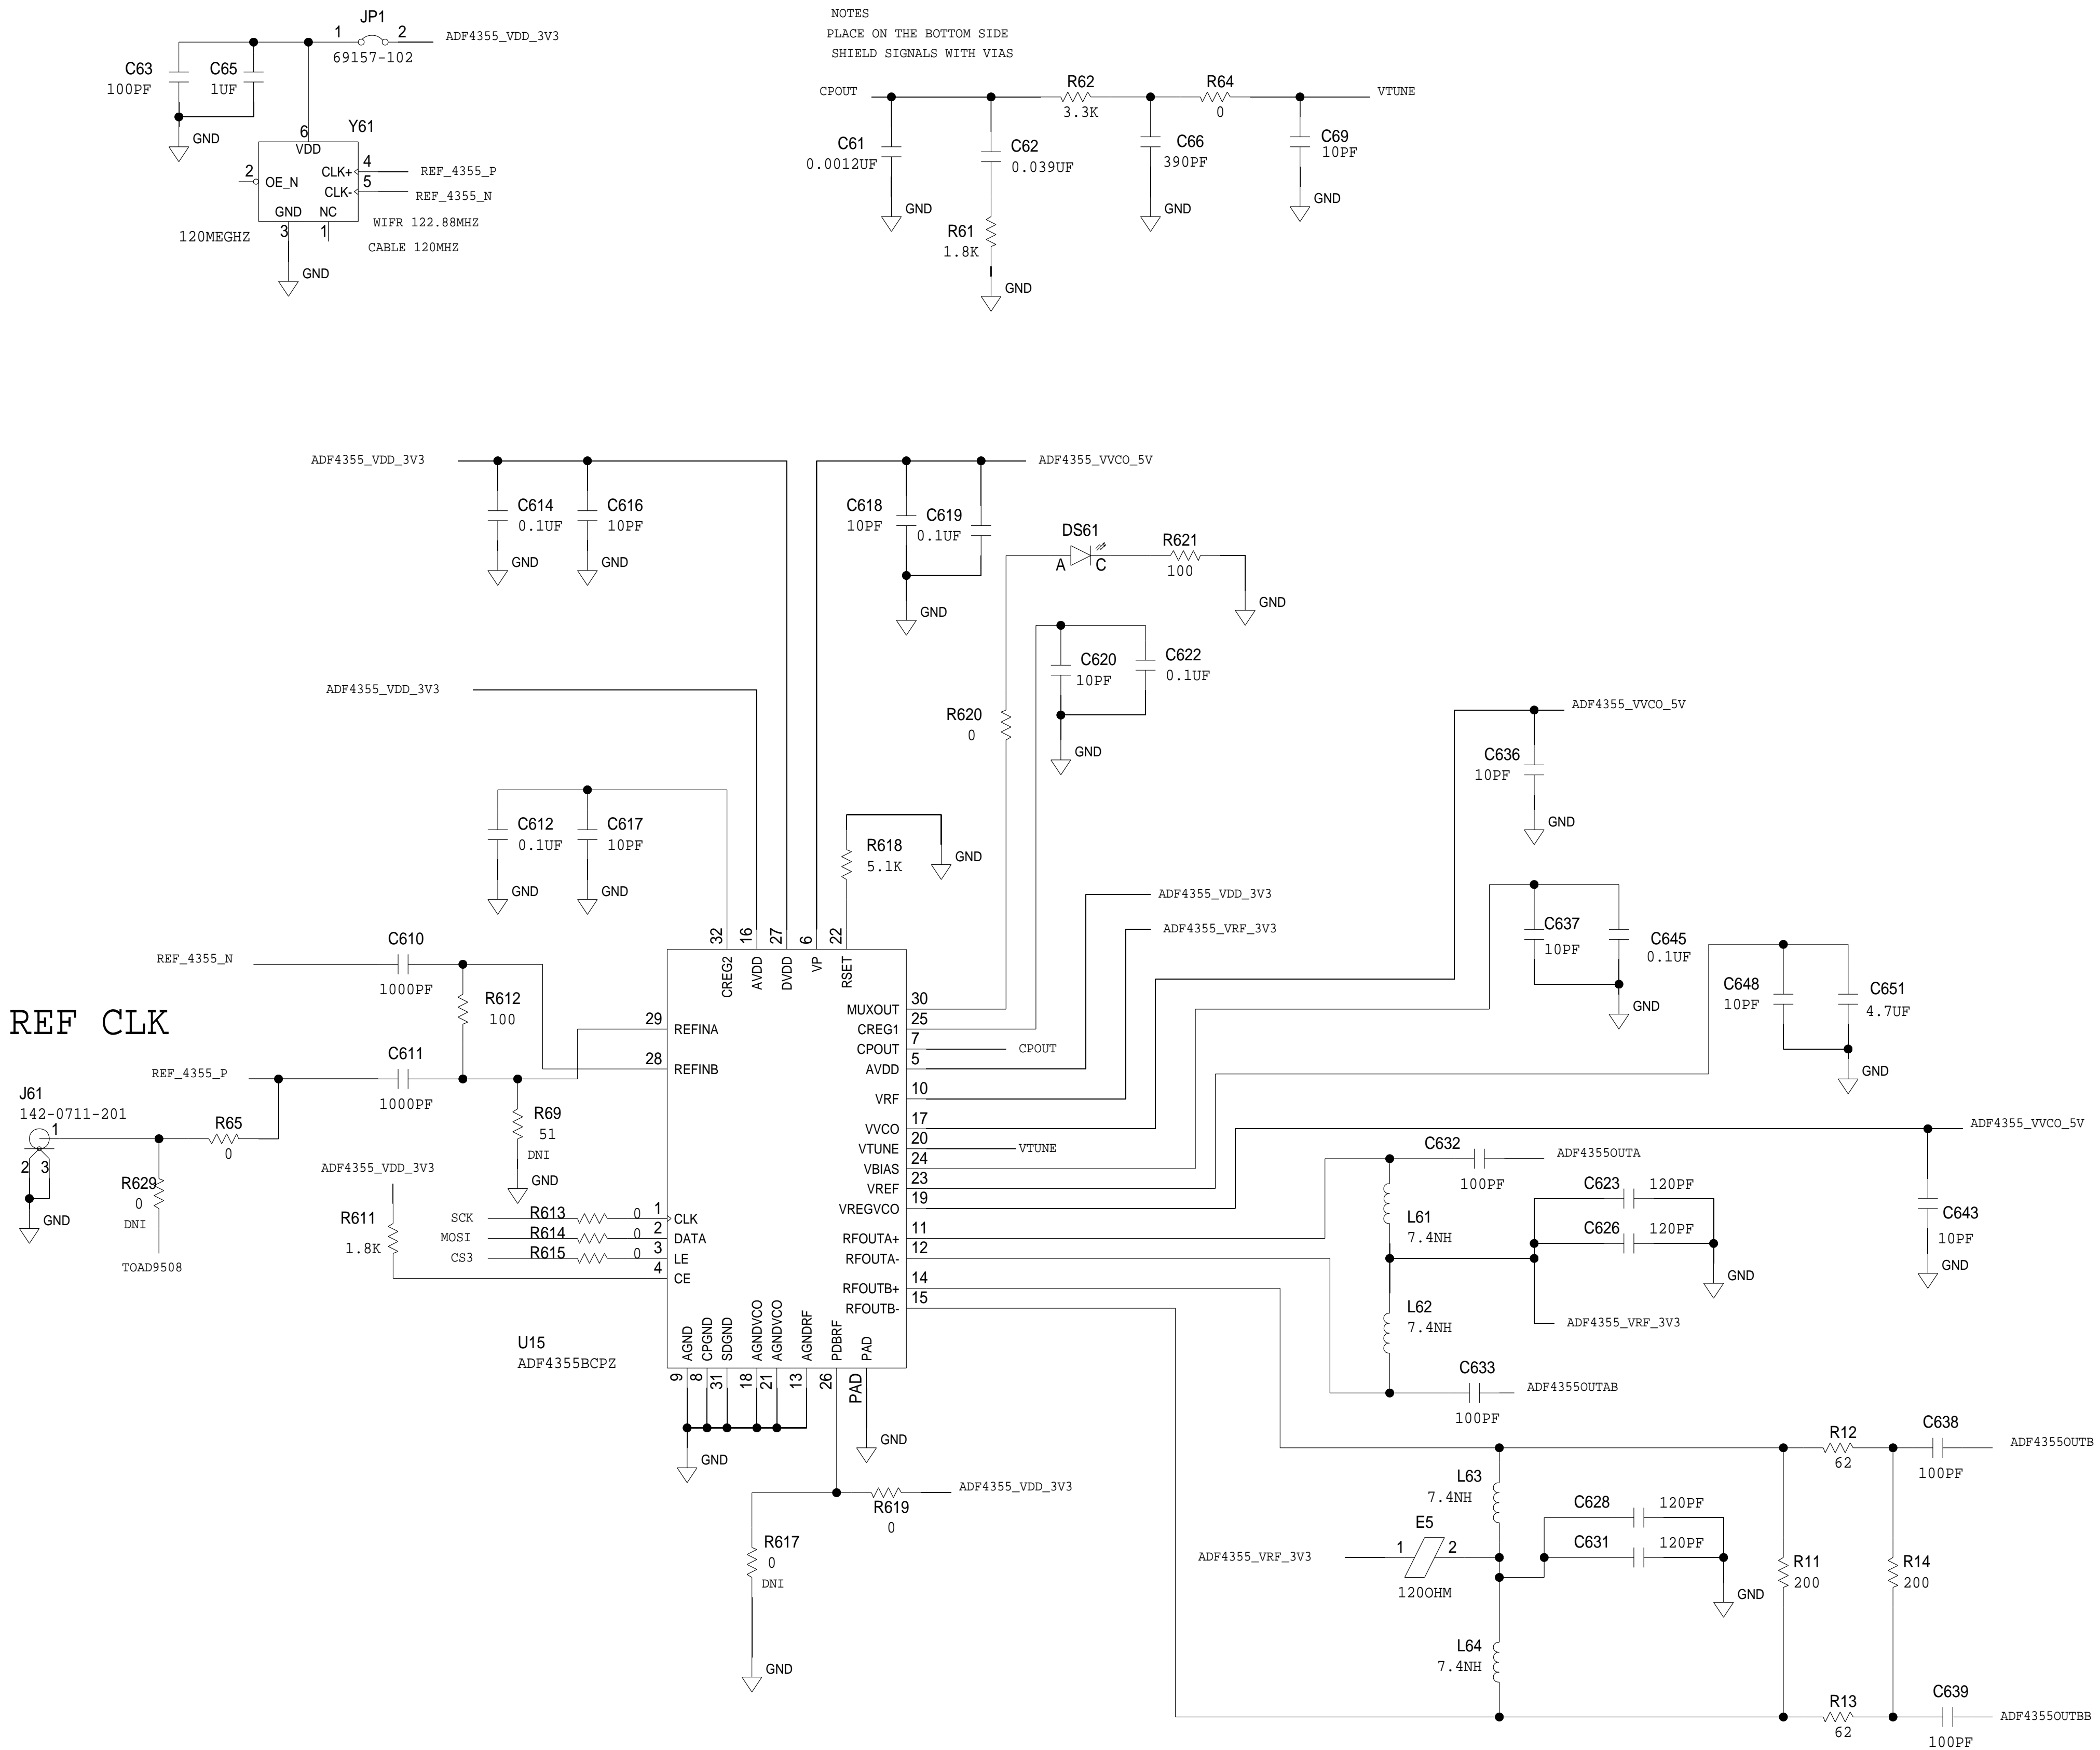 JP1
1
2
ADF4355_VDD_3V3
69157-102
C63
100PF
C65
1UF
GND
6
Y61
VDD
2
OE_N
CLK+
4
REF_4355_P
CLK-
5
REF_4355_N
GND
NC
3
1
WIFR 122.88MHZ
120MEGHZ
CABLE 120MHZ
GND
NOTES
PLACE ON THE BOTTOM SIDE
SHIELD SIGNALS WITH VIAS
CPOUT
R62
3.3K
R64
0
VTUNE
C61
0.0012UF
C62
0.039UF
C66
390PF
C69
10PF
GND
GND
GND
R61
1.8K
GND
ADF4355_VDD_3V3
C614
0.1UF
C616
10PF
GND
GND
ADF4355_VVCO_5V
C618
10PF
C619
0.1UF
GND
DS61
A
C
R621
100
GND
C620
10PF
C622
0.1UF
GND
ADF4355_VDD_3V3
R620
0
C612
0.1UF
C617
10PF
GND
GND
R618
5.1K
GND
ADF4355_VVCO_5V
C636
10PF
GND
ADF4355_VDD_3V3
ADF4355_VRF_3V3
C637
10PF
C645
0.1UF
GND
C648
10PF
C651
4.7UF
GND
REF_4355_N
C610
1000PF
R612
100
REF CLK
C611
1000PF
REF_4355_P
J61
142-0711-201
1
2
3
GND
R65
0
R629
0
DNI
TOAD9508
R69
51
DNI
GND
ADF4355_VDD_3V3
R611
1.8K
SCK
R613
0
MOSI
R614
0
CS3
R615
0
32
16
27
6
22
CREG2
AVDD
DVDD
VP
RSET
29
REFINA
28
REFINB
1
CLK
2
DATA
3
LE
4
CE
MUXOUT
30
CREG1
25
CPOUT
7
CPOUT
AVDD
5
VRF
10
VVCO
17
VTUNE
20
VTUNE
VBIAS
24
VREF
23
VREGVCO
19
RFOUTA+
11
RFOUTA-
12
RFOUTB+
14
RFOUTB-
15
AGND
CPGND
SDGND
AGNDVCO
AGNDVCO
AGNDRF
PDBRF
PAD
9
8
31
18
21
13
26
PAD
U15
ADF4355BCPZ
GND
GND
R619
0
ADF4355_VDD_3V3
R617
0
DNI
GND
ADF4355_VVCO_5V
C643
10PF
GND
C632
100PF
ADF4355OUTA
L61
7.4NH
C623
120PF
C626
120PF
GND
L62
7.4NH
ADF4355_VRF_3V3
C633
100PF
ADF4355OUTAB
L63
7.4NH
ADF4355_VRF_3V3
1
E5
2
120OHM
C628
120PF
C631
120PF
GND
L64
7.4NH
R11
200
R12
62
R14
200
C638
100PF
ADF4355OUTB
R13
62
C639
100PF
ADF4355OUTBB